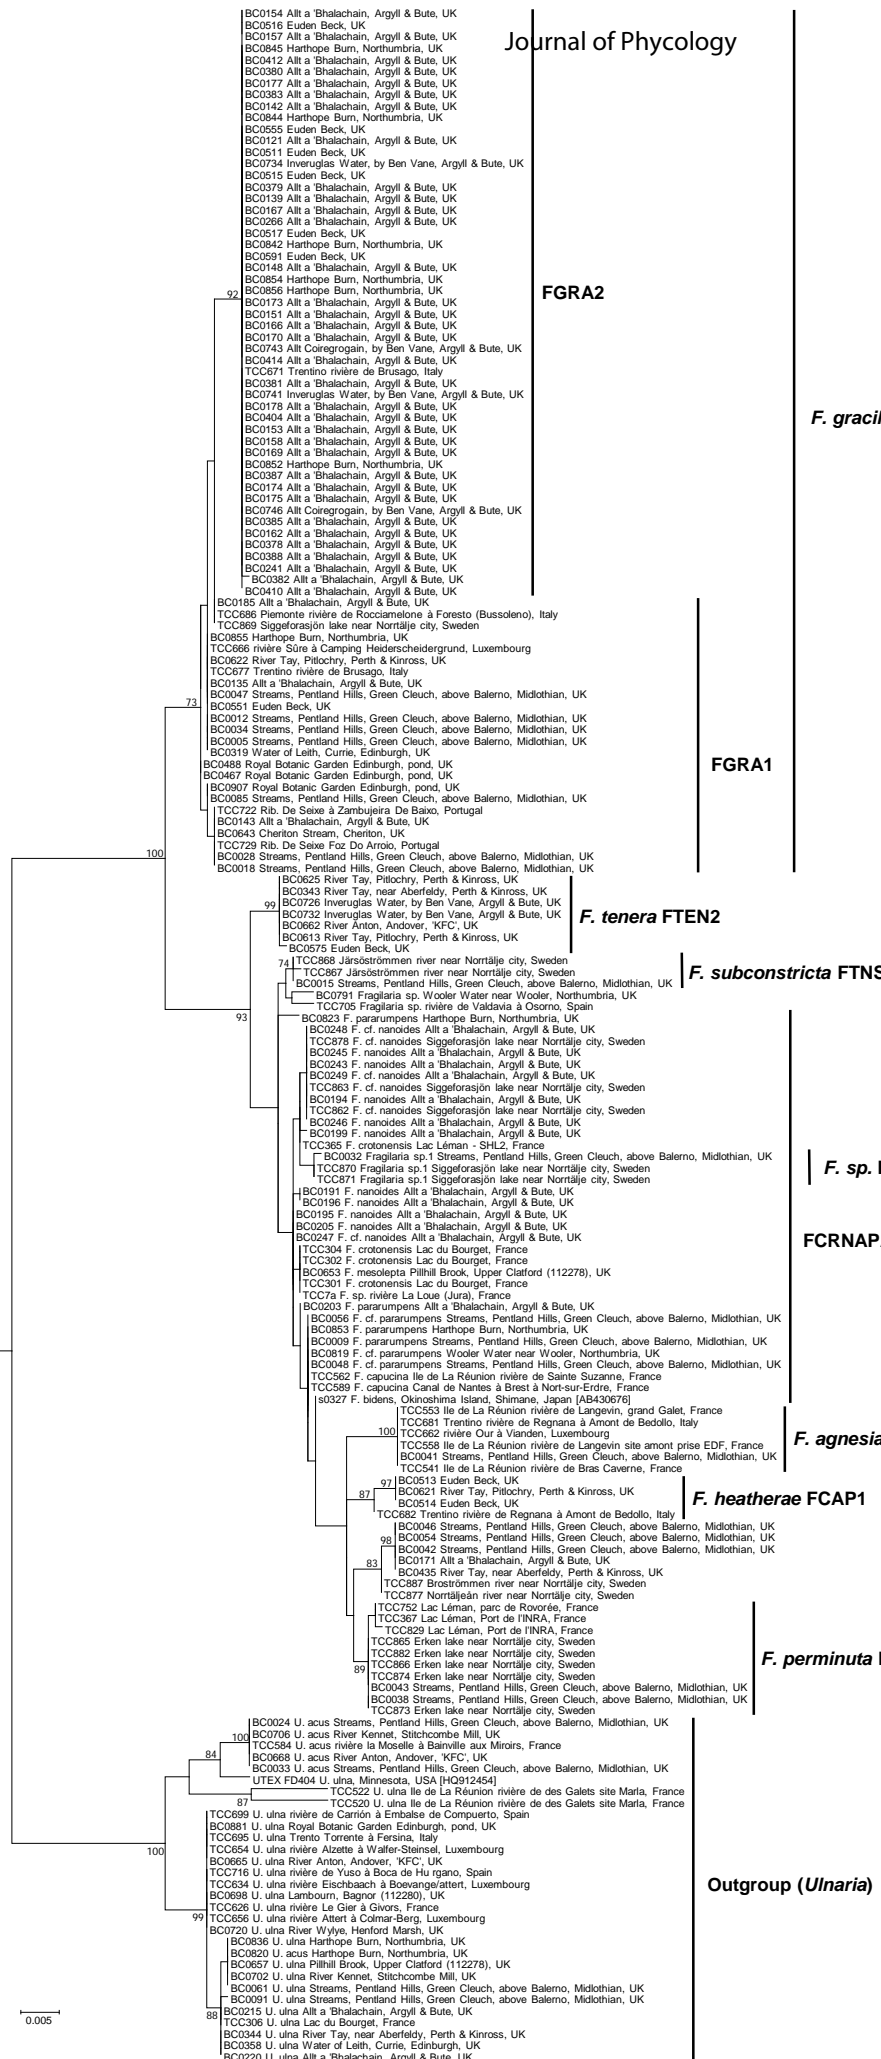 BC0154 Allt a 'Bhalachain, Argyll & Bute, UK
BC0516 Euden Beck, UK
BC0157 Allt a 'Bhalachain, Argyll & Bute, UK
Journal of Phycology
BC0845 Harthope Burn, Northumbria, UK
BC0412 Allt a 'Bhalachain, Argyll & Bute, UK
BC0380 Allt a 'Bhalachain, Argyll & Bute, UK
BC0177 Allt a 'Bhalachain, Argyll & Bute, UK
BC0383 Allt a 'Bhalachain, Argyll & Bute, UK
BC0142 Allt a 'Bhalachain, Argyll & Bute, UK
BC0844 Harthope Burn, Northumbria, UK
BC0555 Euden Beck, UK
BC0121 Allt a 'Bhalachain, Argyll & Bute, UK
BC0511 Euden Beck, UK
BC0734 Inveruglas Water, by Ben Vane, Argyll & Bute, UK
BC0515 Euden Beck, UK
BC0379 Allt a 'Bhalachain, Argyll & Bute, UK
BC0139 Allt a 'Bhalachain, Argyll & Bute, UK
BC0167 Allt a 'Bhalachain, Argyll & Bute, UK
BC0266 Allt a 'Bhalachain, Argyll & Bute, UK
BC0517 Euden Beck, UK
BC0842 Harthope Burn, Northumbria, UK
BC0591 Euden Beck, UK
BC0148 Allt a 'Bhalachain, Argyll & Bute, UK
BC0854 Harthope Burn, Northumbria, UK
BC0856 Harthope Burn, Northumbria, UK
92
FGRA2
BC0173 Allt a 'Bhalachain, Argyll & Bute, UK
BC0151 Allt a 'Bhalachain, Argyll & Bute, UK
BC0166 Allt a 'Bhalachain, Argyll & Bute, UK
BC0170 Allt a 'Bhalachain, Argyll & Bute, UK
BC0743 Allt Coiregrogain, by Ben Vane, Argyll & Bute, UK
BC0414 Allt a 'Bhalachain, Argyll & Bute, UK
TCC671 Trentino rivière de Brusago, Italy
BC0381 Allt a 'Bhalachain, Argyll & Bute, UK
BC0741 Inveruglas Water, by Ben Vane, Argyll & Bute, UK
BC0178 Allt a 'Bhalachain, Argyll & Bute, UK
BC0404 Allt a 'Bhalachain, Argyll & Bute, UK
F. gracil
BC0153 Allt a 'Bhalachain, Argyll & Bute, UK
BC0158 Allt a 'Bhalachain, Argyll & Bute, UK
BC0169 Allt a 'Bhalachain, Argyll & Bute, UK
BC0852 Harthope Burn, Northumbria, UK
BC0387 Allt a 'Bhalachain, Argyll & Bute, UK
BC0174 Allt a 'Bhalachain, Argyll & Bute, UK
BC0175 Allt a 'Bhalachain, Argyll & Bute, UK
BC0746 Allt Coiregrogain, by Ben Vane, Argyll & Bute, UK
BC0385 Allt a 'Bhalachain, Argyll & Bute, UK
BC0162 Allt a 'Bhalachain, Argyll & Bute, UK
BC0378 Allt a 'Bhalachain, Argyll & Bute, UK
BC0388 Allt a 'Bhalachain, Argyll & Bute, UK
BC0241 Allt a 'Bhalachain, Argyll & Bute, UK
BC0382 Allt a 'Bhalachain, Argyll & Bute, UK
BC0410 Allt a 'Bhalachain, Argyll & Bute, UK
BC0185 Allt a 'Bhalachain, Argyll & Bute, UK
TCC686 Piemonte rivière de Rocciamelone à Foresto (Bussoleno), Italy
TCC869 Siggeforasjön lake near Norrtälje city, Sweden
BC0855 Harthope Burn, Northumbria, UK
TCC666 rivière Sûre à Camping Heiderscheidergrund, Luxembourg
BC0622 River Tay, Pitlochry, Perth & Kinross, UK
TCC677 Trentino rivière de Brusago, Italy
BC0135 Allt a 'Bhalachain, Argyll & Bute, UK
BC0047 Streams, Pentland Hills, Green Cleuch, above Balerno, Midlothian, UK
73
BC0551 Euden Beck, UK
BC0012 Streams, Pentland Hills, Green Cleuch, above Balerno, Midlothian, UK
BC0034 Streams, Pentland Hills, Green Cleuch, above Balerno, Midlothian, UK
BC0005 Streams, Pentland Hills, Green Cleuch, above Balerno, Midlothian, UK
BC0319 Water of Leith, Currie, Edinburgh, UK
BC0488 Royal Botanic Garden Edinburgh, pond, UK
FGRA1
BC0467 Royal Botanic Garden Edinburgh, pond, UK
BC0907 Royal Botanic Garden Edinburgh, pond, UK
BC0085 Streams, Pentland Hills, Green Cleuch, above Balerno, Midlothian, UK
TCC722 Rib. De Seixe à Zambujeira De Baixo, Portugal
BC0143 Allt a 'Bhalachain, Argyll & Bute, UK
BC0643 Cheriton Stream, Cheriton, UK
TCC729 Rib. De Seixe Foz Do Arroio, Portugal
100
BC0028 Streams, Pentland Hills, Green Cleuch, above Balerno, Midlothian, UK
BC0018 Streams, Pentland Hills, Green Cleuch, above Balerno, Midlothian, UK
BC0625 River Tay, Pitlochry, Perth & Kinross, UK
BC0343 River Tay, near Aberfeldy, Perth & Kinross, UK
BC0726 Inveruglas Water, by Ben Vane, Argyll & Bute, UK
99
BC0732 Inveruglas Water, by Ben Vane, Argyll & Bute, UK
F. tenera FTEN2
BC0662 River Anton, Andover, 'KFC', UK
BC0613 River Tay, Pitlochry, Perth & Kinross, UK
BC0575 Euden Beck, UK
TCC868 Järsöströmmen river near Norrtälje city, Sweden
74
TCC867 Järsöströmmen river near Norrtälje city, Sweden
F. subconstricta FTNS
BC0015 Streams, Pentland Hills, Green Cleuch, above Balerno, Midlothian, UK
BC0791 Fragilaria sp. Wooler Water near Wooler, Northumbria, UK
TCC705 Fragilaria sp. rivière de Valdavia à Osorno, Spain
93
BC0823 F. pararumpens Harthope Burn, Northumbria, UK
BC0248 F. cf. nanoides Allt a 'Bhalachain, Argyll & Bute, UK
TCC878 F. cf. nanoides Siggeforasjön lake near Norrtälje city, Sweden
BC0245 F. nanoides Allt a 'Bhalachain, Argyll & Bute, UK
BC0243 F. nanoides Allt a 'Bhalachain, Argyll & Bute, UK
BC0249 F. cf. nanoides Allt a 'Bhalachain, Argyll & Bute, UK
TCC863 F. cf. nanoides Siggeforasjön lake near Norrtälje city, Sweden
BC0194 F. nanoides Allt a 'Bhalachain, Argyll & Bute, UK
TCC862 F. cf. nanoides Siggeforasjön lake near Norrtälje city, Sweden
BC0246 F. nanoides Allt a 'Bhalachain, Argyll & Bute, UK
BC0199 F. nanoides Allt a 'Bhalachain, Argyll & Bute, UK
TCC365 F. crotonensis Lac Léman - SHL2, France
BC0032 Fragilaria sp.1 Streams, Pentland Hills, Green Cleuch, above Balerno, Midlothian, UK
TCC870 Fragilaria sp.1 Siggeforasjön lake near Norrtälje city, Sweden
F. sp.
TCC871 Fragilaria sp.1 Siggeforasjön lake near Norrtälje city, Sweden
BC0191 F. nanoides Allt a 'Bhalachain, Argyll & Bute, UK
BC0196 F. nanoides Allt a 'Bhalachain, Argyll & Bute, UK
BC0195 F. nanoides Allt a 'Bhalachain, Argyll & Bute, UK
BC0205 F. nanoides Allt a 'Bhalachain, Argyll & Bute, UK
BC0247 F. cf. nanoides Allt a 'Bhalachain, Argyll & Bute, UK
FCRNAP
TCC304 F. crotonensis Lac du Bourget, France
TCC302 F. crotonensis Lac du Bourget, France
BC0653 F. mesolepta Pillhill Brook, Upper Clatford (112278), UK
TCC301 F. crotonensis Lac du Bourget, France
TCC7a F. sp. rivière La Loue (Jura), France
BC0203 F. pararumpens Allt a 'Bhalachain, Argyll & Bute, UK
BC0056 F. cf. pararumpens Streams, Pentland Hills, Green Cleuch, above Balerno, Midlothian, UK
BC0853 F. pararumpens Harthope Burn, Northumbria, UK
BC0009 F. pararumpens Streams, Pentland Hills, Green Cleuch, above Balerno, Midlothian, UK
BC0819 F. cf. pararumpens Wooler Water near Wooler, Northumbria, UK
BC0048 F. cf. pararumpens Streams, Pentland Hills, Green Cleuch, above Balerno, Midlothian, UK
TCC562 F. capucina Ile de La Réunion rivière de Sainte Suzanne, France
TCC589 F. capucina Canal de Nantes à Brest à Nort-sur-Erdre, France
s0327 F. bidens, Okinoshima Island, Shimane, Japan [AB430676]
TCC553 Ile de La Réunion rivière de Langevin, grand Galet, France
TCC681 Trentino rivière de Regnana à Amont de Bedollo, Italy
100
TCC662 rivière Our à Vianden, Luxembourg
F. agnesia
TCC558 Ile de La Réunion rivière de Langevin site amont prise EDF, France
BC0041 Streams, Pentland Hills, Green Cleuch, above Balerno, Midlothian, UK
TCC541 Ile de La Réunion rivière de Bras Caverne, France
97
BC0513 Euden Beck, UK
87
BC0621 River Tay, Pitlochry, Perth & Kinross, UK
F. heatherae FCAP1
BC0514 Euden Beck, UK
TCC682 Trentino rivière de Regnana à Amont de Bedollo, Italy
BC0046 Streams, Pentland Hills, Green Cleuch, above Balerno, Midlothian, UK
BC0054 Streams, Pentland Hills, Green Cleuch, above Balerno, Midlothian, UK
98
BC0042 Streams, Pentland Hills, Green Cleuch, above Balerno, Midlothian, UK
BC0171 Allt a 'Bhalachain, Argyll & Bute, UK
83
BC0435 River Tay, near Aberfeldy, Perth & Kinross, UK
TCC887 Broströmmen river near Norrtälje city, Sweden
TCC877 Norrtäljeån river near Norrtälje city, Sweden
TCC752 Lac Léman, parc de Rovorée, France
TCC367 Lac Léman, Port de l'INRA, France
TCC829 Lac Léman, Port de l'INRA, France
TCC865 Erken lake near Norrtälje city, Sweden
TCC882 Erken lake near Norrtälje city, Sweden
F. perminuta
TCC866 Erken lake near Norrtälje city, Sweden
89
TCC874 Erken lake near Norrtälje city, Sweden
BC0043 Streams, Pentland Hills, Green Cleuch, above Balerno, Midlothian, UK
BC0038 Streams, Pentland Hills, Green Cleuch, above Balerno, Midlothian, UK
TCC873 Erken lake near Norrtälje city, Sweden
BC0024 U. acus Streams, Pentland Hills, Green Cleuch, above Balerno, Midlothian, UK
100
BC0706 U. acus River Kennet, Stitchcombe Mill, UK
TCC584 U. acus rivière la Moselle à Bainville aux Miroirs, France
84
BC0668 U. acus River Anton, Andover, 'KFC', UK
BC0033 U. acus Streams, Pentland Hills, Green Cleuch, above Balerno, Midlothian, UK
UTEX FD404 U. ulna, Minnesota, USA [HQ912454]
TCC522 U. ulna Ile de La Réunion rivière de des Galets site Marla, France
87
TCC520 U. ulna Ile de La Réunion rivière de des Galets site Marla, France
TCC699 U. ulna rivière de Carrión à Embalse de Compuerto, Spain
BC0881 U. ulna Royal Botanic Garden Edinburgh, pond, UK
TCC695 U. ulna Trento Torrente à Fersina, Italy
100
TCC654 U. ulna rivière Alzette à Walfer-Steinsel, Luxembourg
BC0665 U. ulna River Anton, Andover, 'KFC', UK
TCC716 U. ulna rivière de Yuso à Boca de Hu rgano, Spain
TCC634 U. ulna rivière Eischbaach à Boevange/attert, Luxembourg
Outgroup (Ulnaria)
BC0698 U. ulna Lambourn, Bagnor (112280), UK
TCC626 U. ulna rivière Le Gier à Givors, France
99
TCC656 U. ulna rivière Attert à Colmar-Berg, Luxembourg
BC0720 U. ulna River Wylye, Henford Marsh, UK
BC0836 U. ulna Harthope Burn, Northumbria, UK
BC0820 U. acus Harthope Burn, Northumbria, UK
BC0657 U. ulna Pillhill Brook, Upper Clatford (112278), UK
BC0702 U. ulna River Kennet, Stitchcombe Mill, UK
BC0061 U. ulna Streams, Pentland Hills, Green Cleuch, above Balerno, Midlothian, UK
BC0091 U. ulna Streams, Pentland Hills, Green Cleuch, above Balerno, Midlothian, UK
88
BC0215 U. ulna Allt a 'Bhalachain, Argyll & Bute, UK
0.005
TCC306 U. ulna Lac du Bourget, France
BC0344 U. ulna River Tay, near Aberfeldy, Perth & Kinross, UK
BC0358 U. ulna Water of Leith, Currie, Edinburgh, UK
BC0220 U. ulna Allt a 'Bhalachain, Argyll & Bute, UK